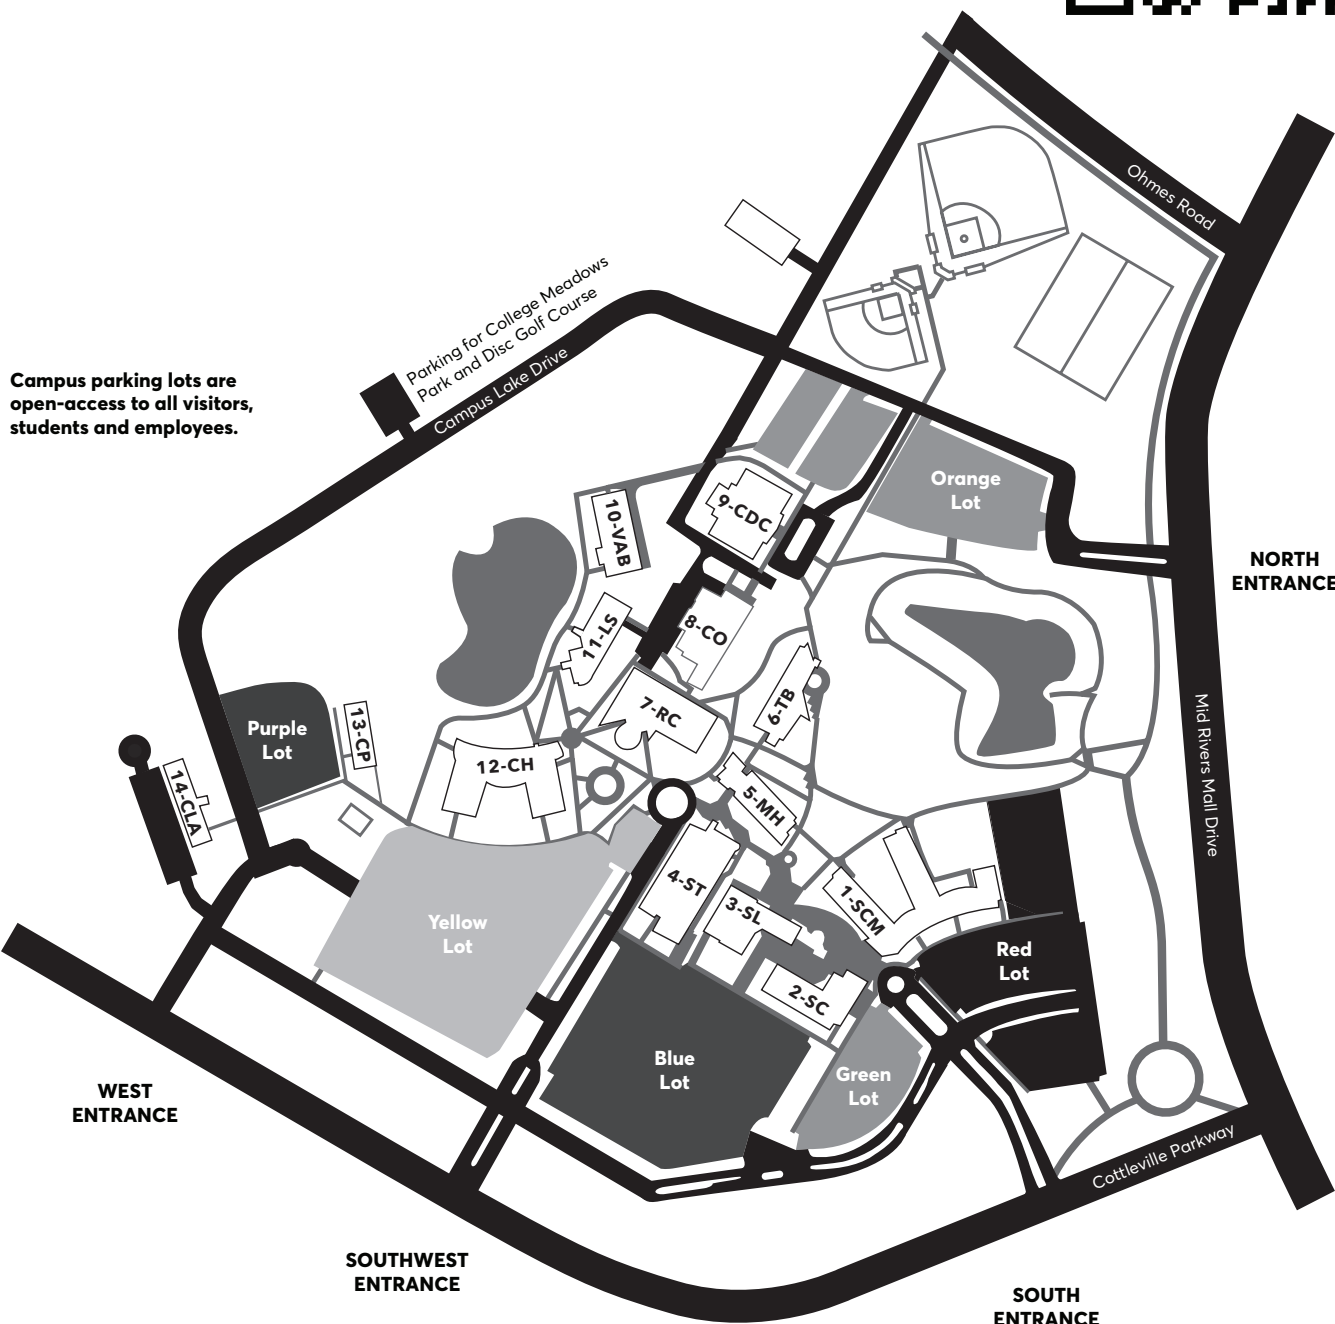 Ohmes Road
Parking for College Meadows
Park and Disc Golf Course
Campus Lake Drive
Campus parking lots are
open-access to all visitors,
students and employees.
Orange
Lot
9-CDC
10-VAB
NORTH
ENTRANCE
8-CO
11-LS
7-RC
6-TB
Purple
Lot
13-CP
12-CH
14-CLA
5-MH
Mid Rivers Mall Drive
4-ST
3-SL
1-SCM
Yellow
Lot
Red
Lot
2-SC
Blue
Lot
Green
Lot
WEST
ENTRANCE
Cottleville Parkway
SOUTHWEST
ENTRANCE
SOUTH
ENTRANCE